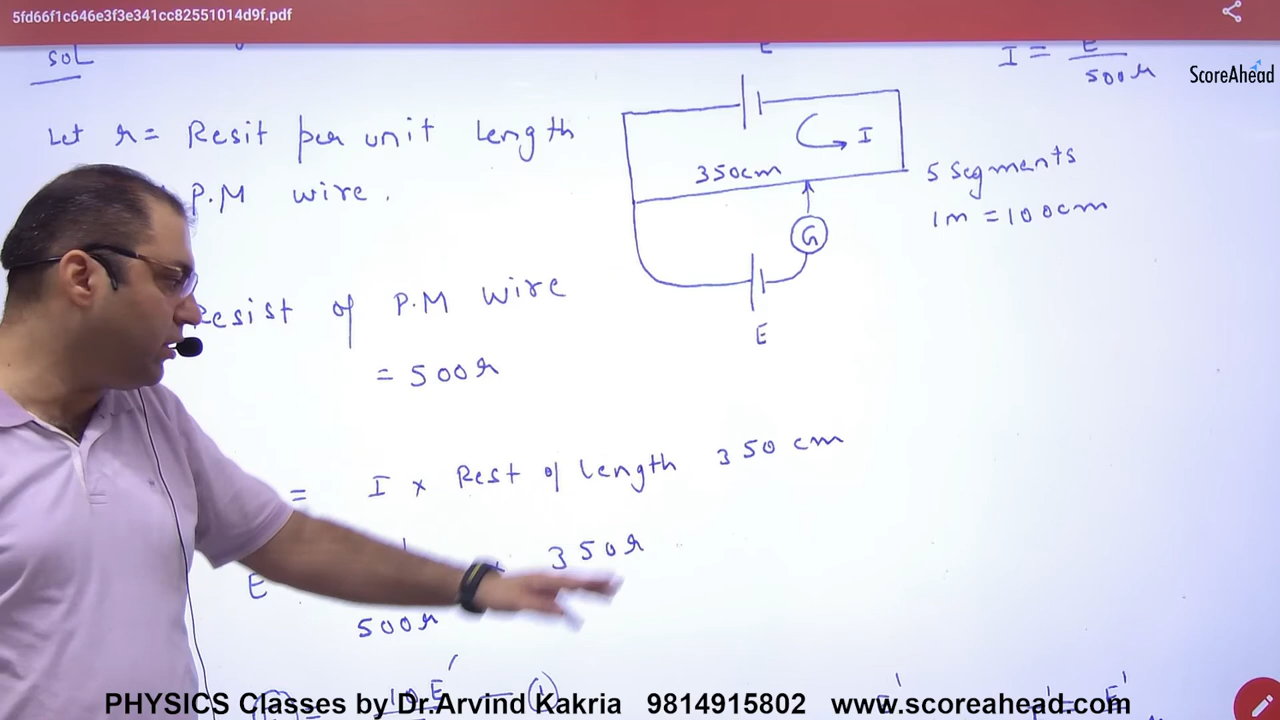 5fd66f1c646e3f3e341cc82551014d9f.pdf
SOL
I = E / 500r
ScoreAhead
Let r = Resit per unit length
P.M wire.
I
350cm
5 segments
1m = 100cm
G
E
Resist of P.M wire
= 500r
= I × Rest of length 350 cm
E
350r
500r
PHYSICS Classes by Dr.Arvind Kakria 9814915802 www.scoreahead.com